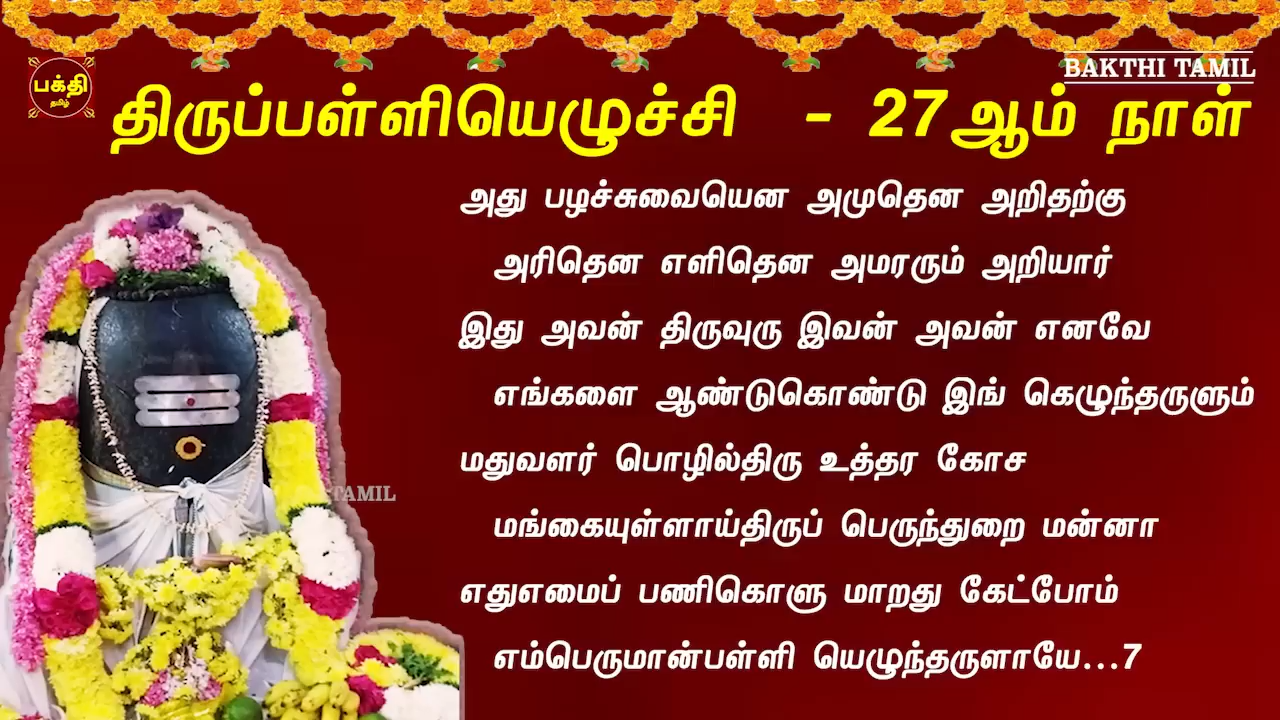 பக்தி
தமிழ்
BAKTHI TAMIL
திருப்பள்ளியெழுச்சி - 27ஆம் நாள்
அது பழச்சுவையென அமுதென அறிதற்கு
அரிதென எளிதென அமரரும் அறியார்
இது அவன் திருவுரு இவன் அவன் எனவே
எங்களை ஆண்டுகொண்டு இங் கெழுந்தருளும்
மதுவளர் பொழில்திரு உத்தர கோச
மங்கையுள்ளாய்திருப் பெருந்துறை மன்னா
எதுஎமைப் பணிகொளு மாறது கேட்போம்
எம்பெருமான்பள்ளி யெழுந்தருளாயே...7
TAMIL